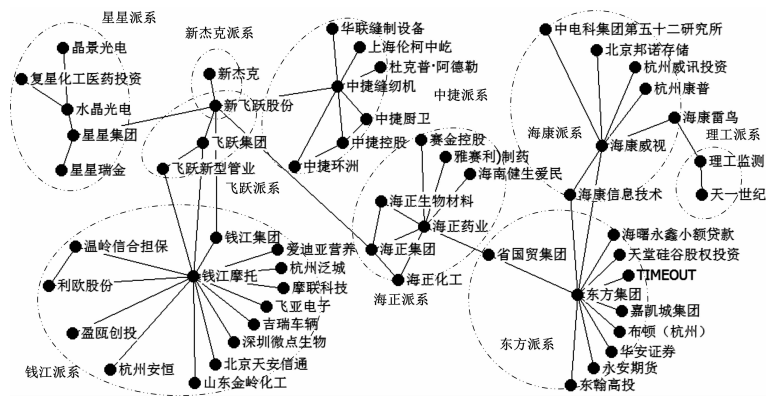 星星派系
晶景光电
复星化工医药投资
水晶光电
星星集团
星星瑞金
新杰克派系
新杰克
新飞跃股份
飞跃集团
飞跃新型管业
飞跃派系
华联缝制设备
上海伦柯中屹
杜克普·阿德勒
中捷缝纫机
中捷派系
中捷厨卫
中捷控股
中捷环洲
赛金控股
雅赛利)制药
海南健生爱民
海正生物材料
海正药业
海正集团
海正化工
海正派系
中电科集团第五十二研究所
北京邦诺存储
杭州威讯投资
杭州康普
海康雷鸟
海康派系
海康威视
海康信息技术
理工派系
理工监测
天一世纪
钱江集团
温岭信合担保
爱迪亚营养
钱江摩托
杭州泛城
利欧股份
摩联科技
飞亚电子
吉瑞车辆
盈瓯创投
深圳微点生物
钱江派系
杭州安恒
北京天安信通
山东金岭化工
省国贸集团
海曙永鑫小额贷款
天堂硅谷股权投资
TIMEOUT
东方集团
嘉凯城集团
布顿（杭州）
东方派系
华安证券
永安期货
东翰高投